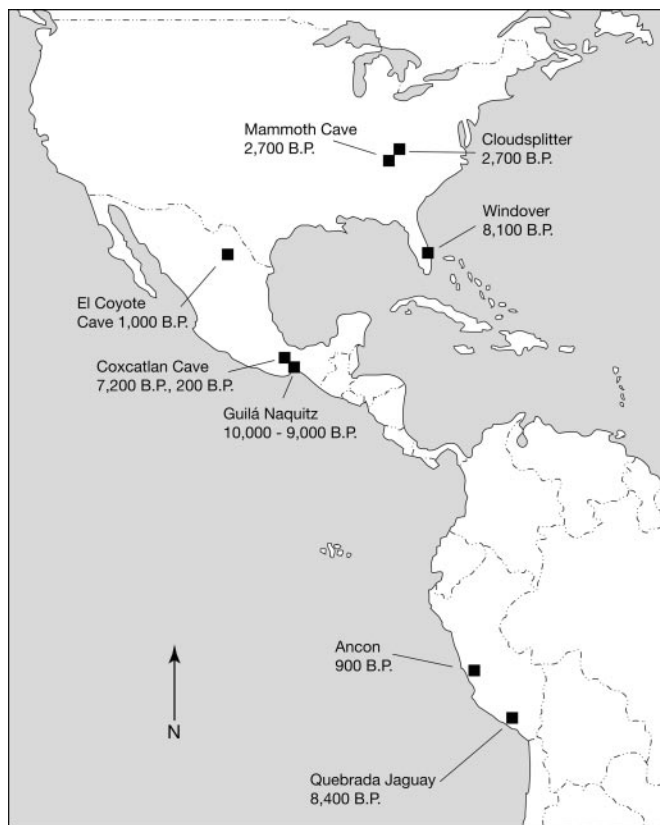 Mammoth Cave
2,700 B.P.
Cloudsplitter
2,700 B.P.
Windover
8,100 B.P.
El Coyote
Cave 1,000 B.P.
Coxcatlan Cave
7,200 B.P., 200 B.P.
Guilá Naquitz
10,000 - 9,000 B.P.
Ancon
900 B.P.
N
Quebrada Jaguay
8,400 B.P.